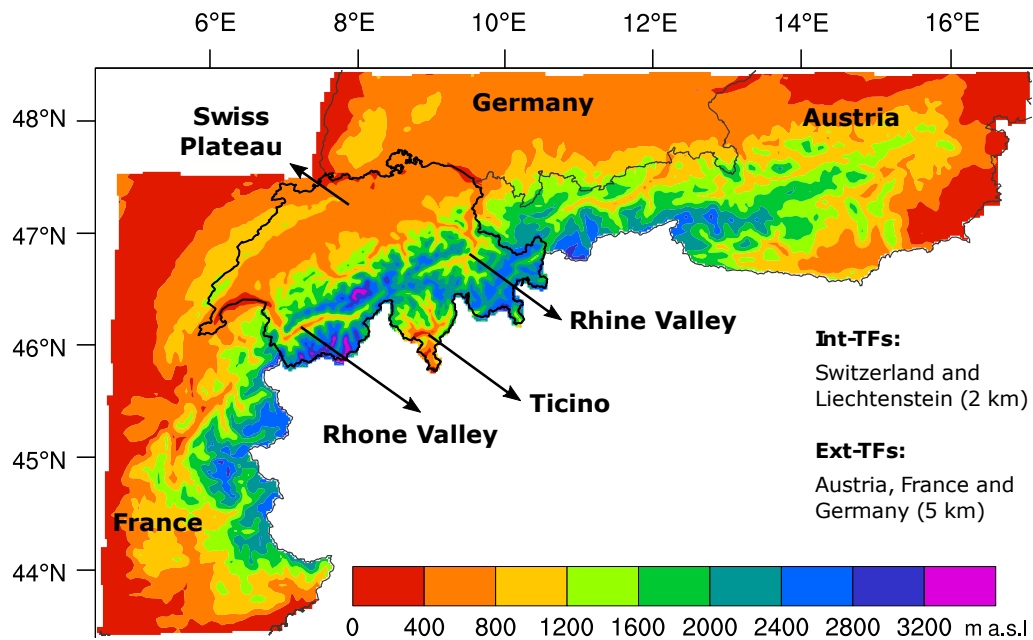 6°E 8°E 10°E 12°E 14°E 16°E
48°N
47°N
46°N
45°N
44°N
Swiss
Plateau
Germany
Austria
Rhine Valley
Ticino
Rhone Valley
France
Int-TFs:
Switzerland and
Liechtenstein (2 km)
Ext-TFs:
Austria, France and
Germany (5 km)
0 400 800 1200 1600 2000 2400 2800 3200 m a.s.l